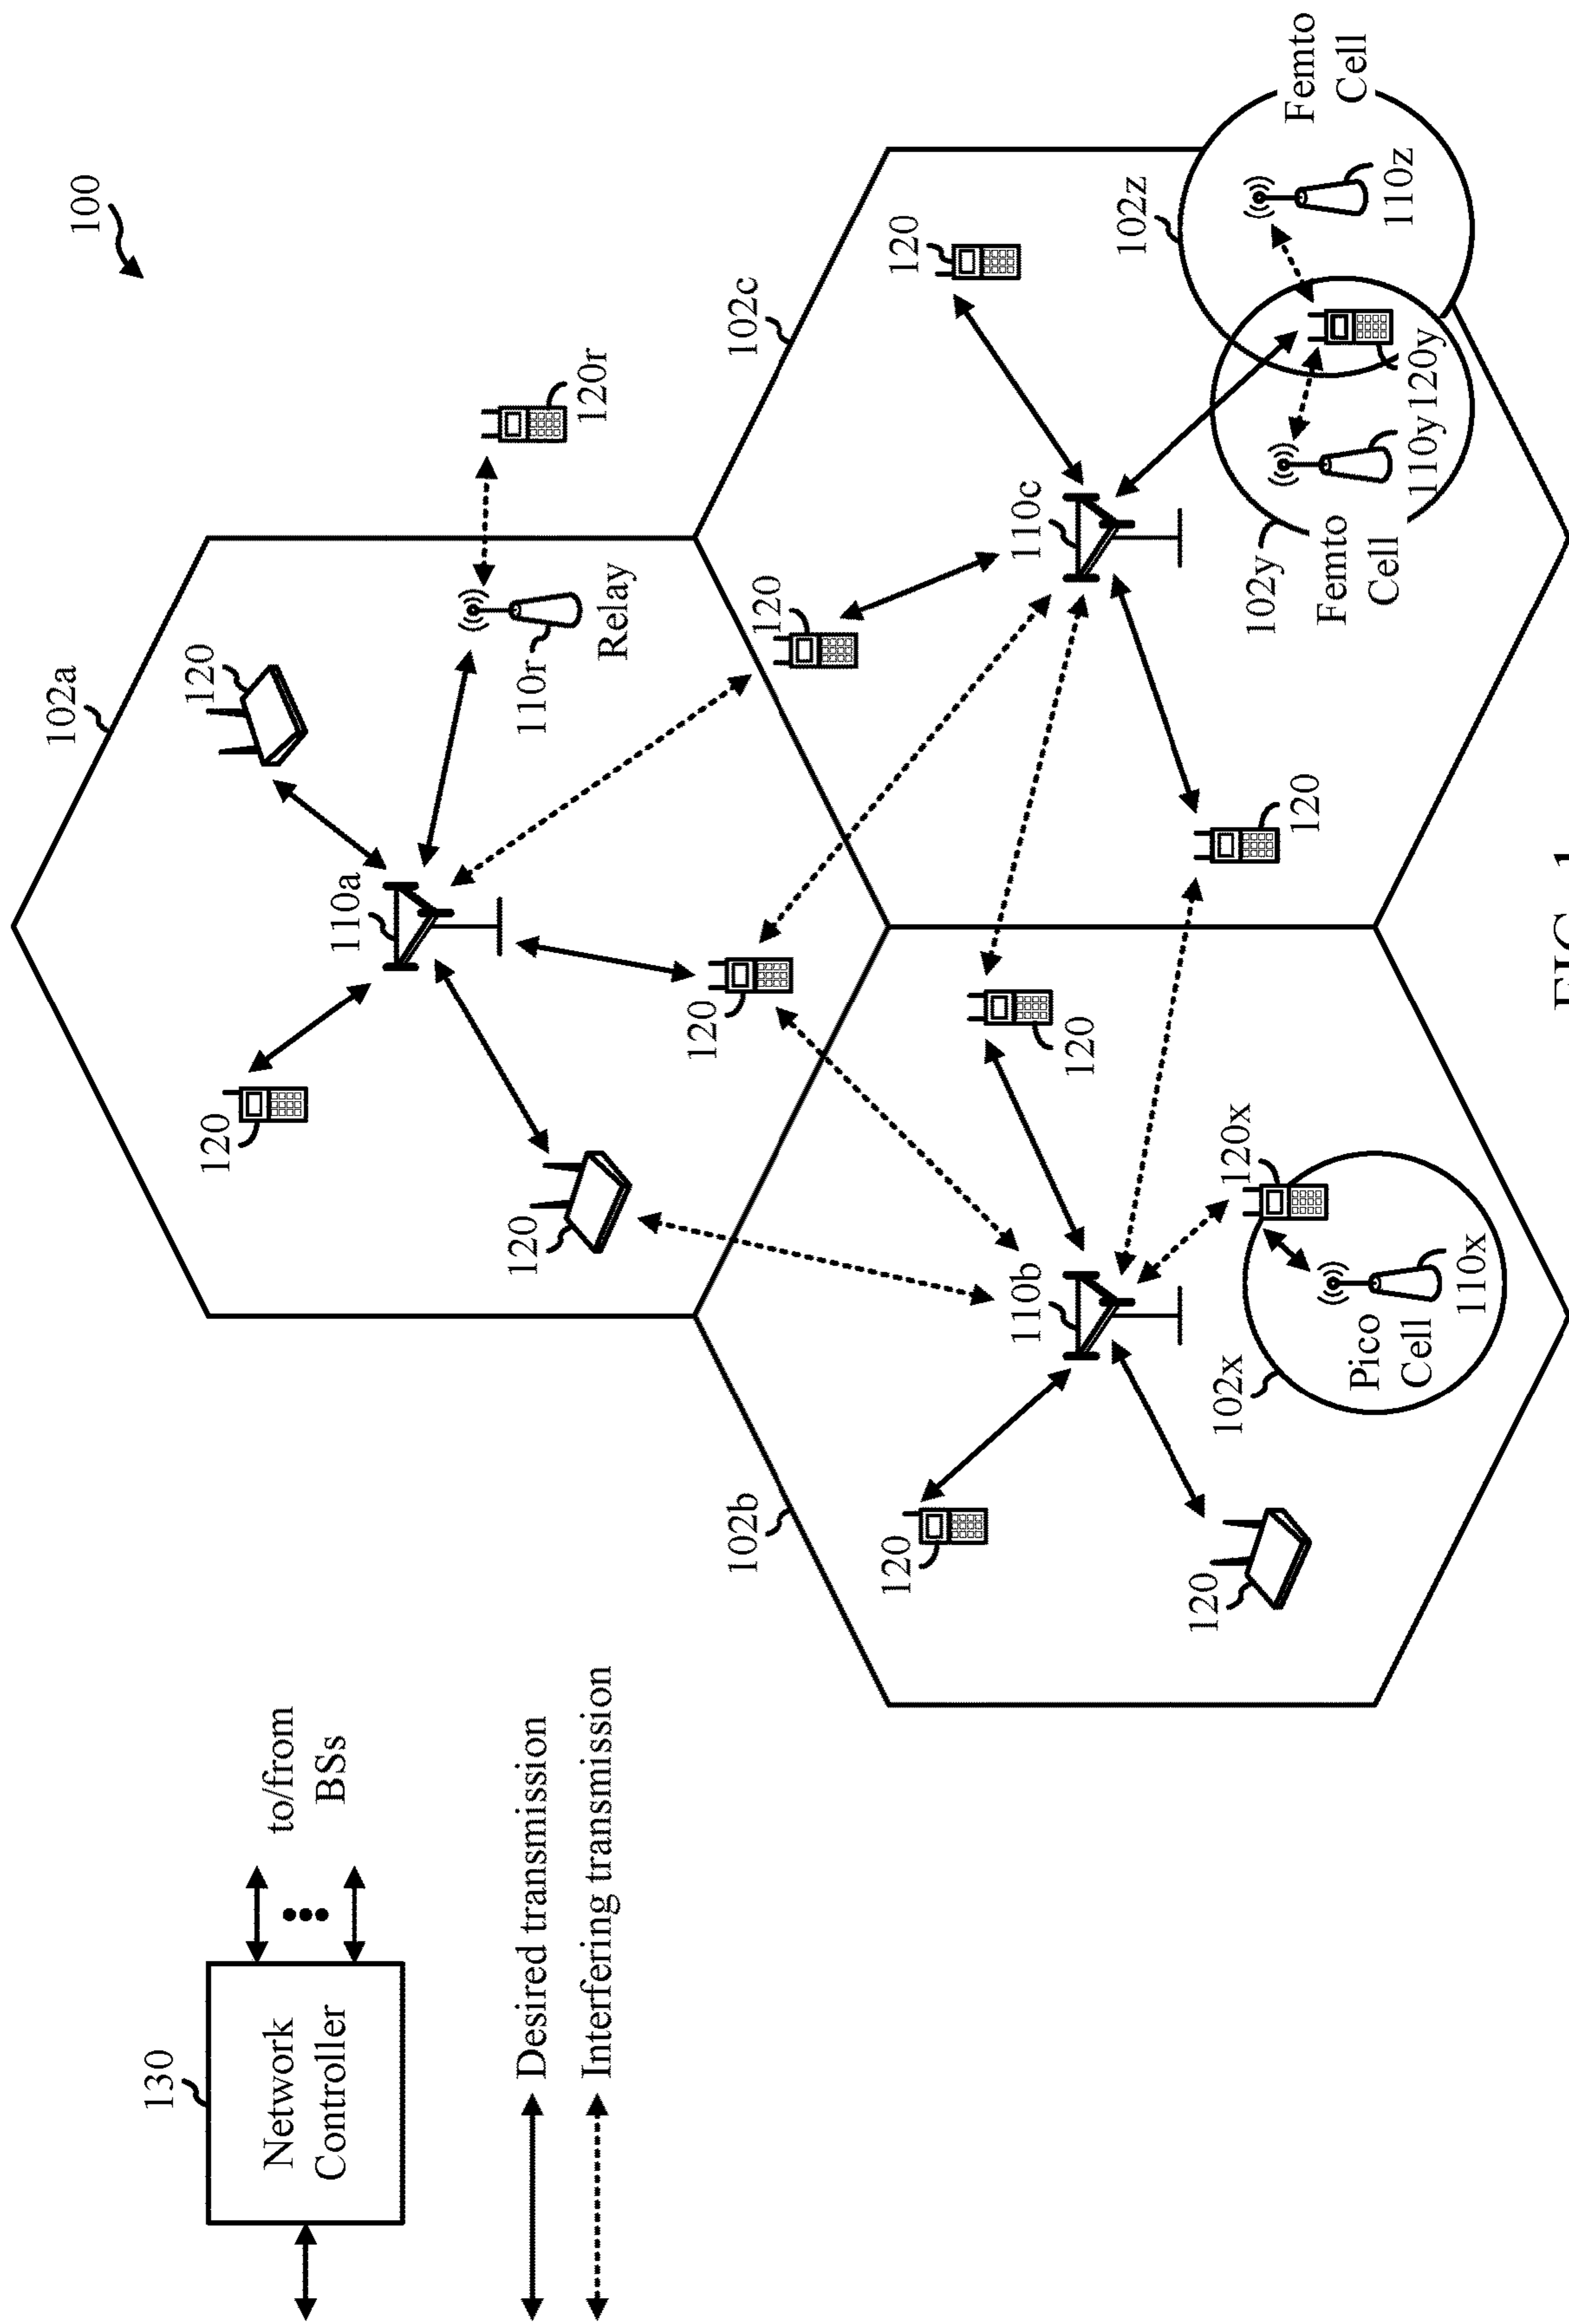 100
130
Network
Controller
to/from
BSs
Desired transmission
Interfering transmission
102a
120
120
110a
120
110r
Relay
120r
120
102b
102c
120
110b
120
110c
120
120
120
120x
120
102x
Pico
Cell
110x
102y
Femto
Cell
110y
120y
102z
Femto
Cell
110z
FIG. 1